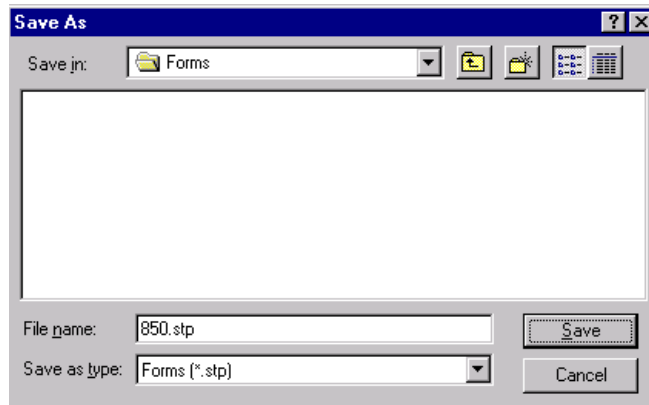 Save As
Save in: Forms
File name: 850.stp
Save
Save as type: Forms (*.stp)
Cancel